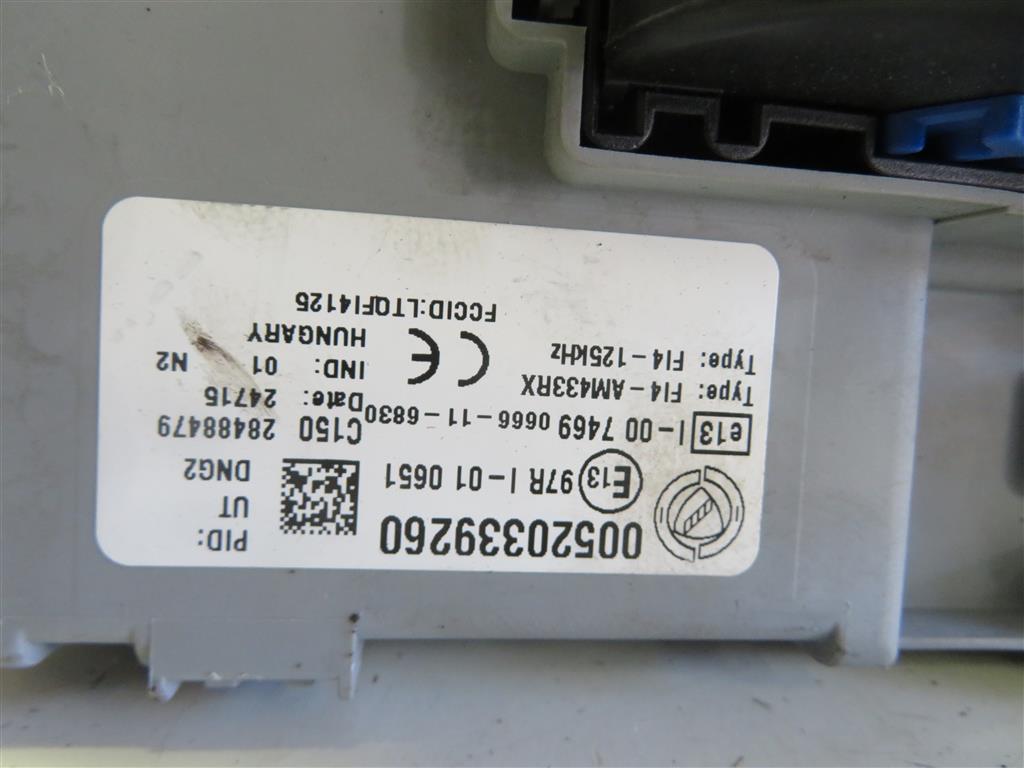 00520339260
PID:
UT
DNG2
E13 97R I-01 0651
e13 I-00 7469 0666-11-6830
C150 28488479
Type: FI4-AM433RX
Date: 24715
Type: FI4-125kHz
IND: 01 N2
CE
HUNGARY
FCCID:LTQFI4125